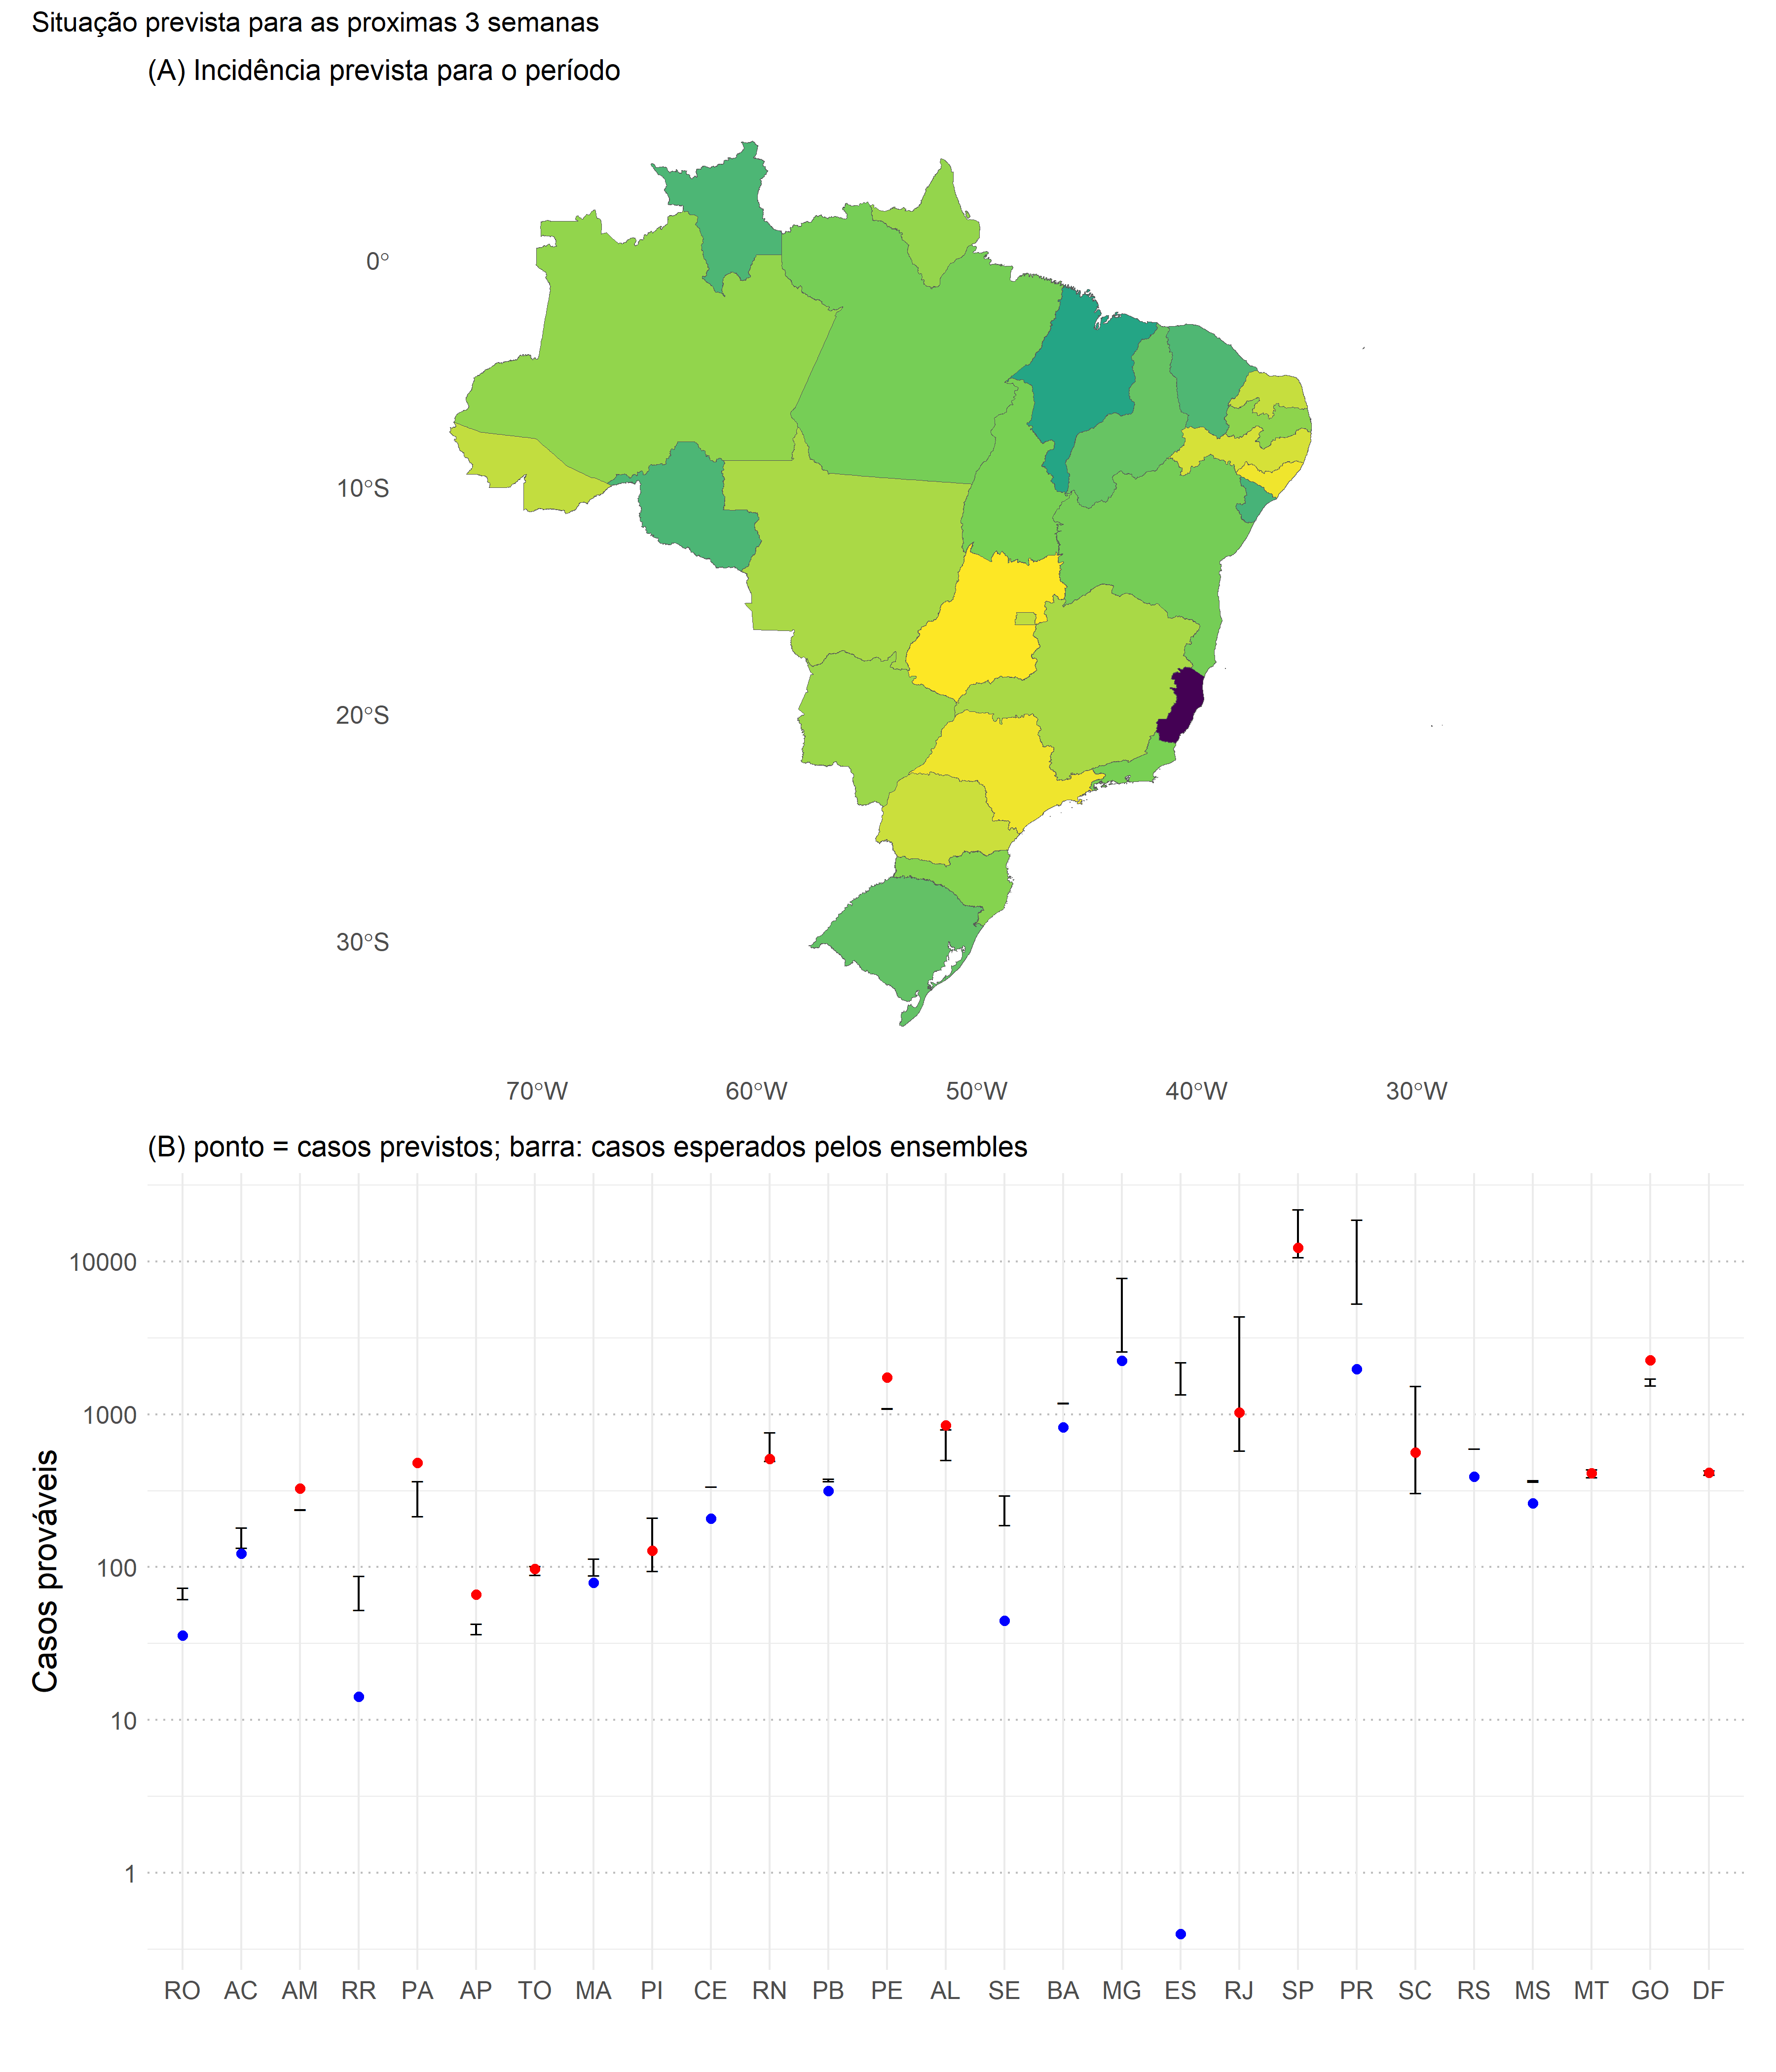 Situação prevista para as proximas 3 semanas
(A) Incidência prevista para o período
0°
10°S
20°S
30°S
70°W 60°W 50°W 40°W 30°W
(B) ponto = casos previstos; barra: casos esperados pelos ensembles
Casos prováveis
10000
1000
100
10
1
RO AC AM RR PA AP TO MA PI CE RN PB PE AL SE BA MG ES RJ SP PR SC RS MS MT GO DF